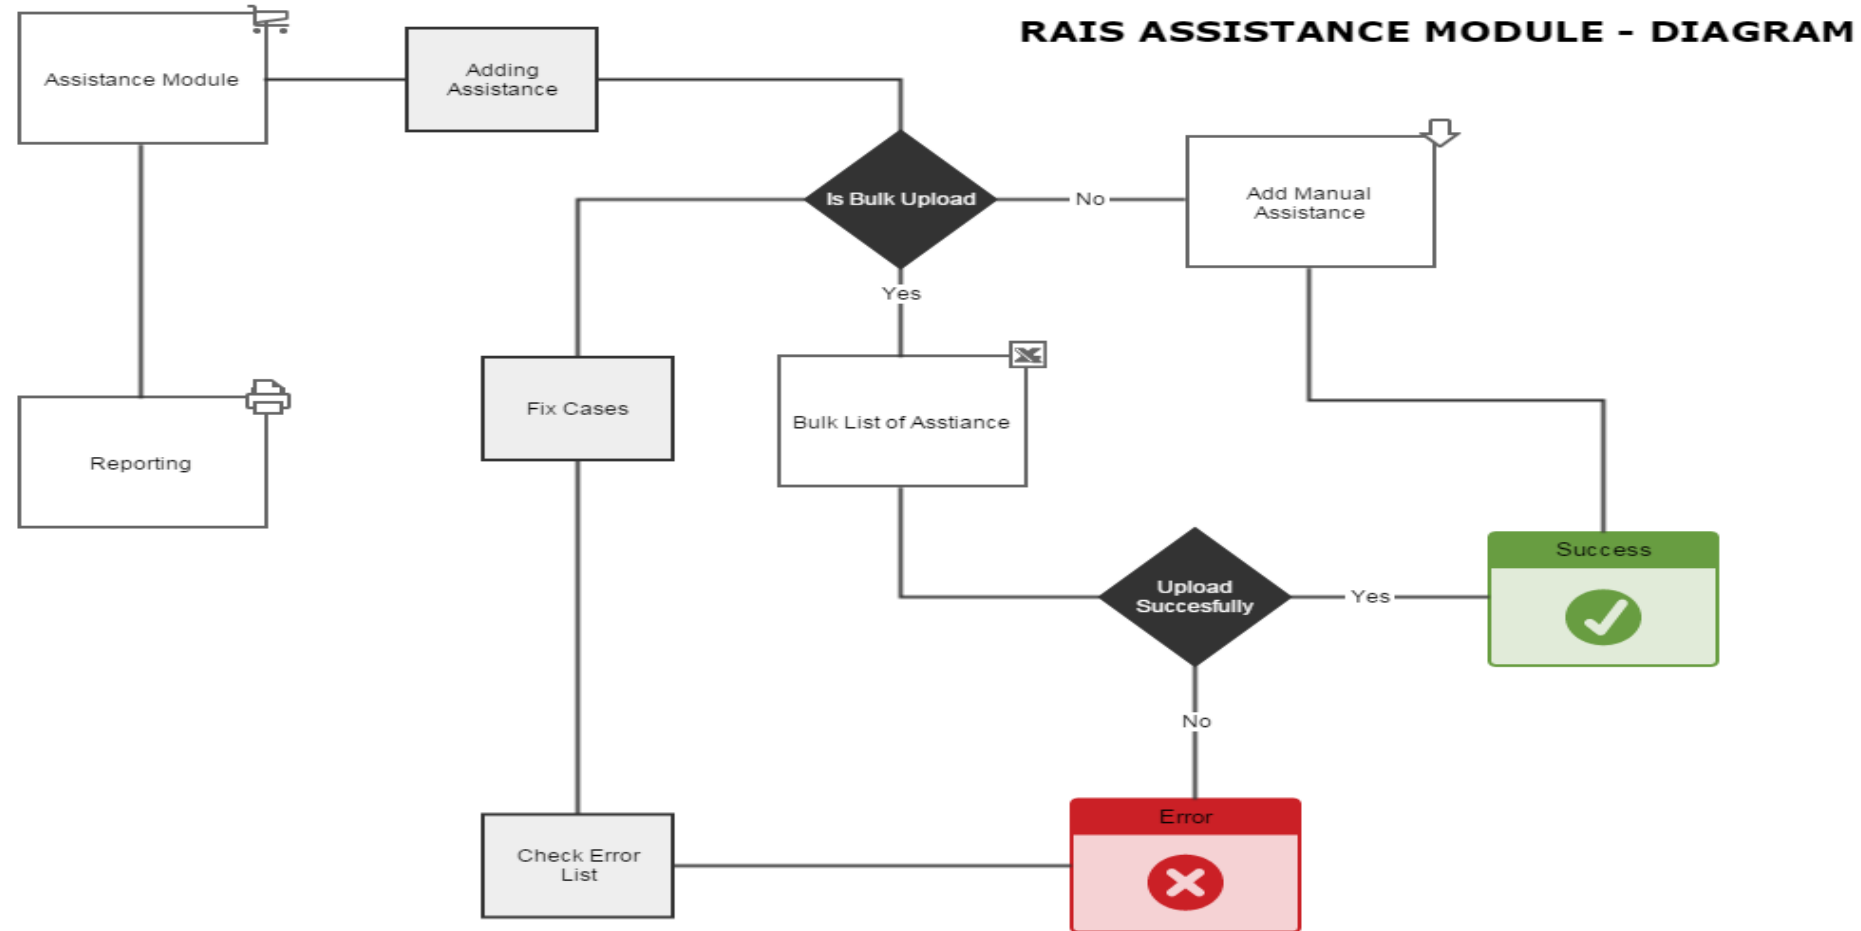 RAIS ASSISTANCE MODULE - DIAGRAM
Assistance Module
Adding
Assistance
Is Bulk Upload
No
Add Manual
Assistance
Yes
Fix Cases
Bulk List of Asstiance
Reporting
Upload
Succesfully
Yes
Success
No
Error
Check Error
List